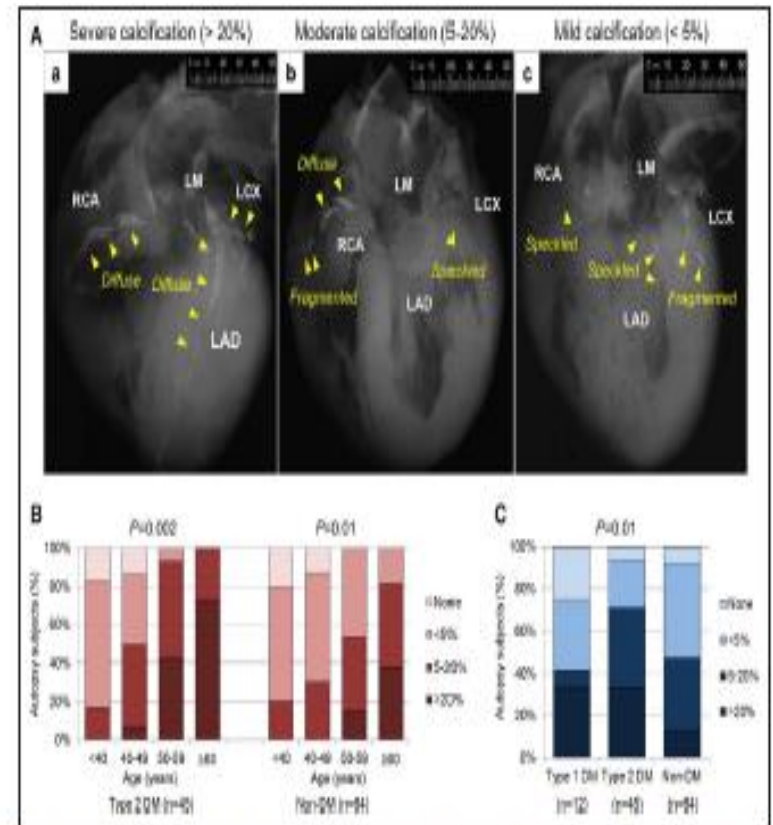 A
Severe calcification (> 20%)
Moderate calcification (5-20%)
Mild calcification (< 5%)
a
b
c
RCA
LM
LCX
Diffuse
Diffuse
LAD
Diffuse
LM
LCX
RCA
Fragmented
Speckled
LAD
RCA
LM
LCX
Speckled
Speckled
Fragmented
LAD
B
P=0.002
P=0.01
Autopsy subjects (%)
100%
80%
60%
40%
20%
0%
<40
40-49
50-59
≥60
<40
40-49
50-59
≥60
Age (years)
Age (years)
Type 2 DM
Non-DM (n=64)
None
<5%
5-20%
>20%
C
P=0.01
Autopsy subjects (%)
100%
80%
60%
40%
20%
0%
None
<5%
5-20%
>20%
Type 1 DM
Type 2 DM
Non-DM
(n=12)
(n=64)